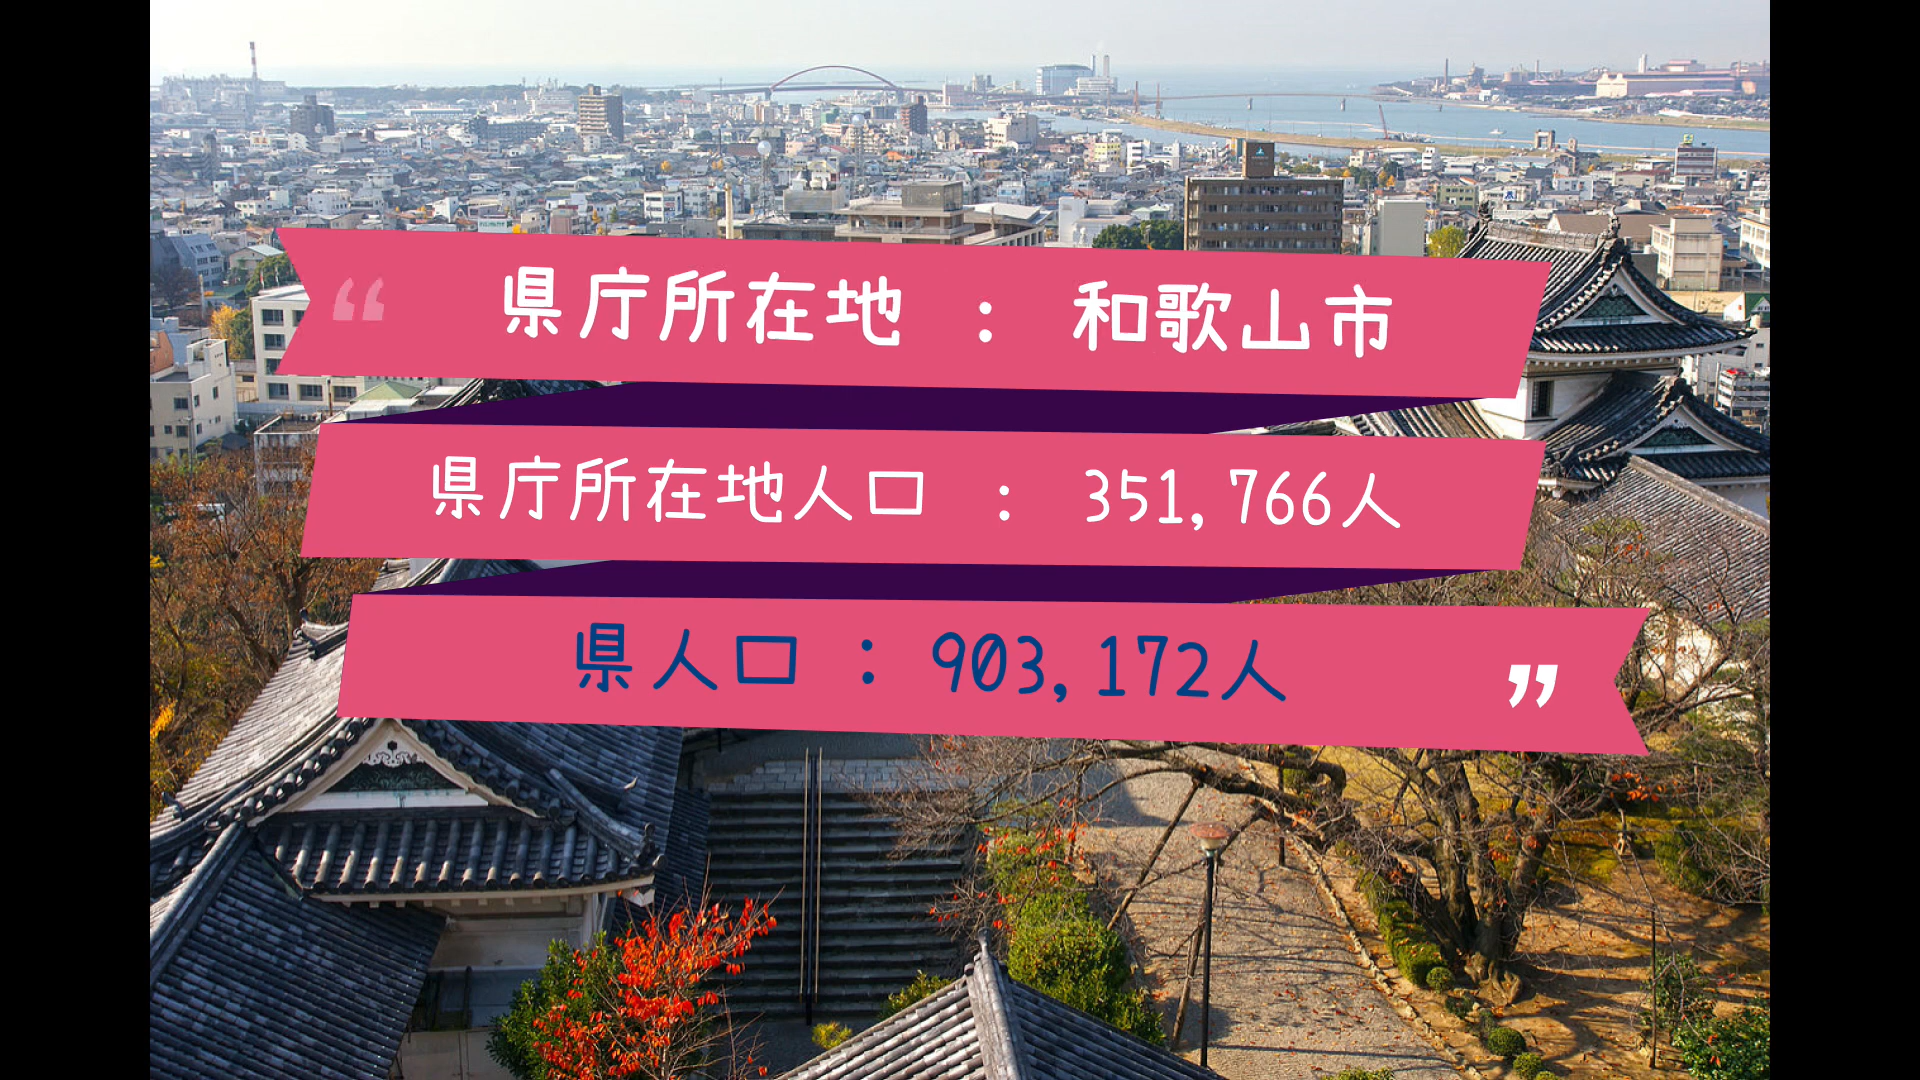 県庁所在地 : 和歌山市
県庁所在地人口 : 351,766人
県人口 : 903,172人